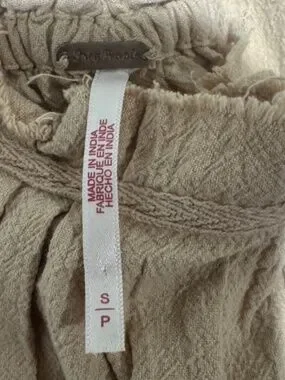 MADE IN INDIA
FABRIQUÉ EN INDE
HECHO EN INDIA
S
P